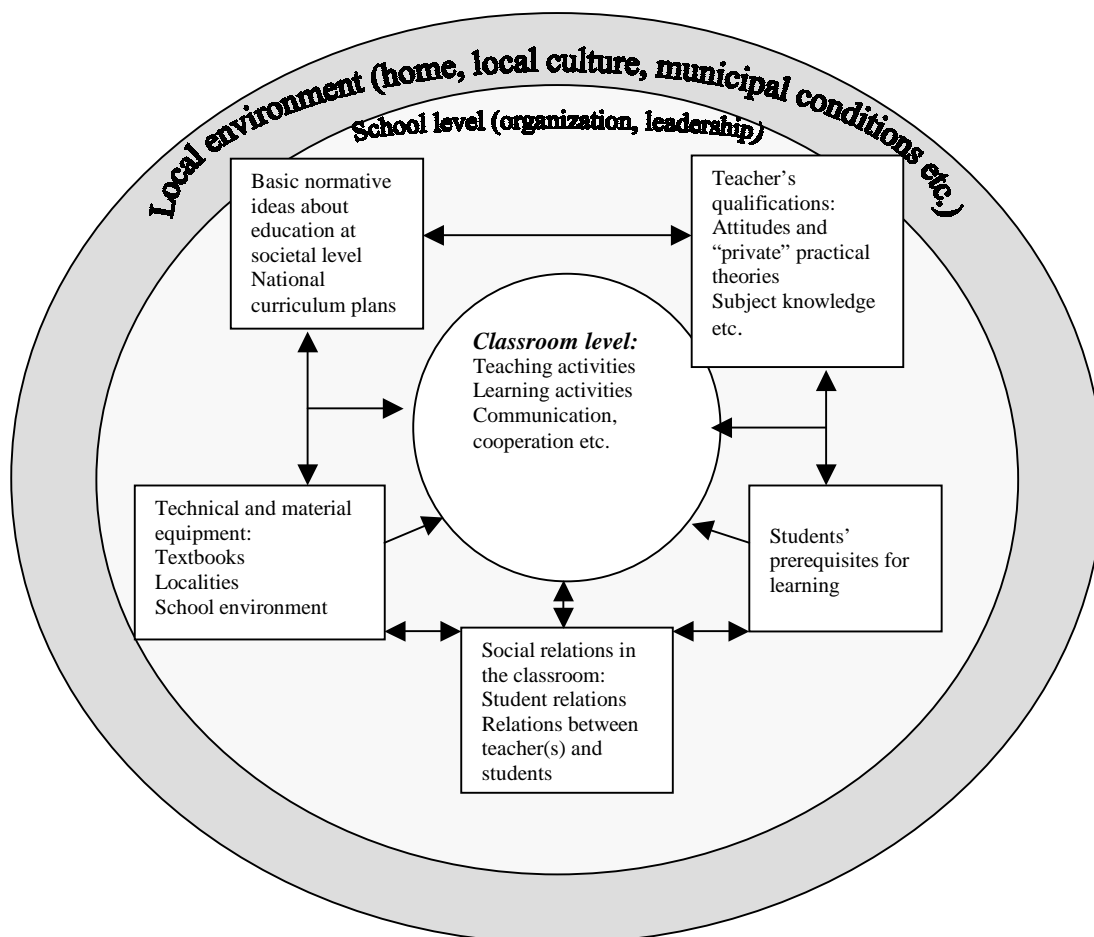 Local environment (home, local culture, municipal conditions etc.)
School level (organization, leadership)
Basic normative
ideas about
education at
societal level
National
curriculum plans
Teacher’s
qualifications:
Attitudes and
“private” practical
theories
Subject knowledge
etc.
Classroom level:
Teaching activities
Learning activities
Communication,
cooperation etc.
Technical and material
equipment:
Textbooks
Localities
School environment
Students’
prerequisites for
learning
Social relations in
the classroom:
Student relations
Relations between
teacher(s) and
students